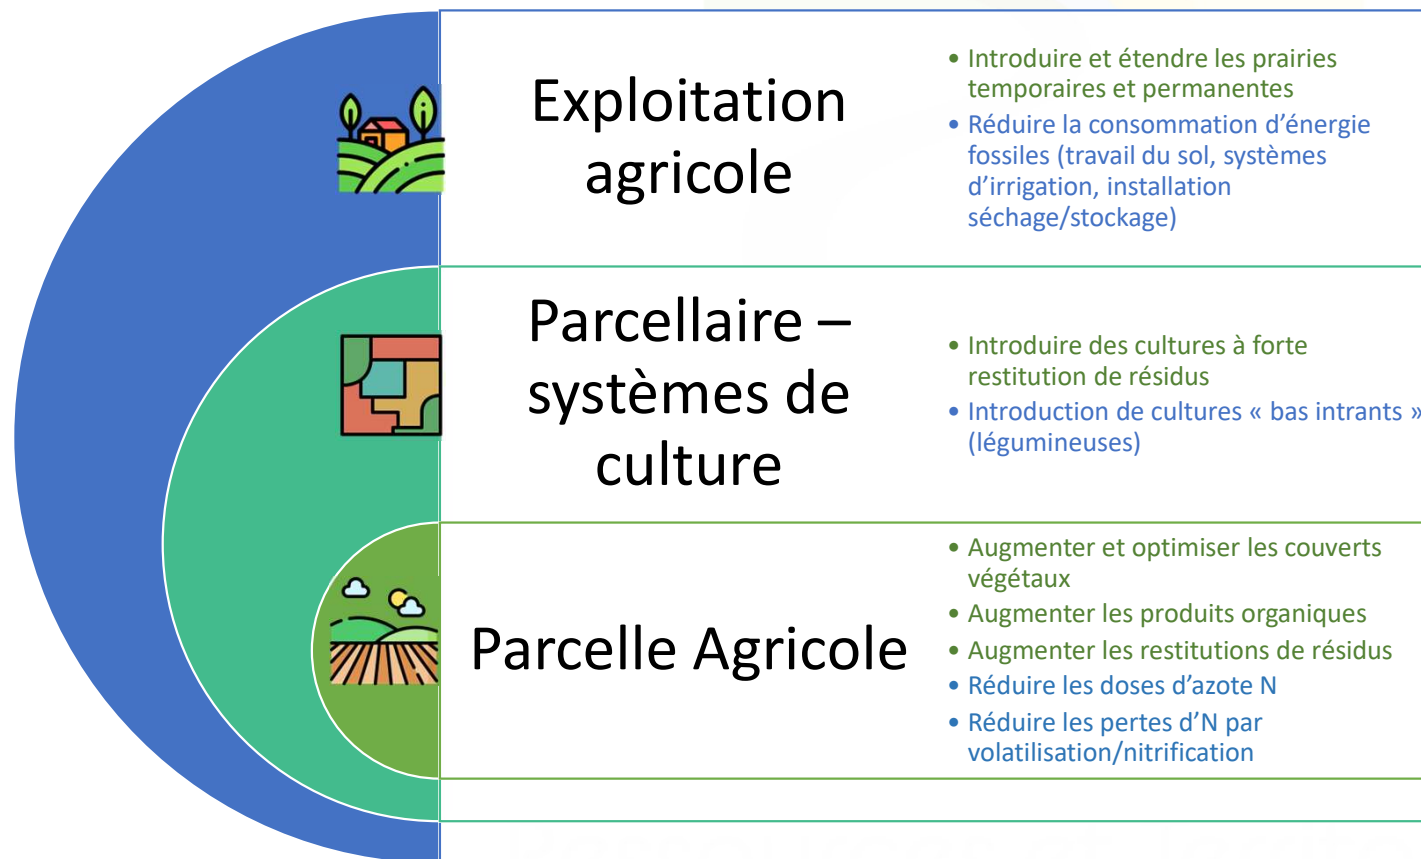 Exploitation
agricole
• Introduire et étendre les prairies
temporaires et permanentes
• Réduire la consommation d’énergie
fossiles (travail du sol, systèmes
d’irrigation, installation
séchage/stockage)
Parcellaire –
systèmes de
culture
• Introduire des cultures à forte
restitution de résidus
• Introduction de cultures « bas intrants »
(légumineuses)
Parcelle Agricole
• Augmenter et optimiser les couverts
végétaux
• Augmenter les produits organiques
• Augmenter les restitutions de résidus
• Réduire les doses d’azote N
• Réduire les pertes d’N par
volatilisation/nitrification